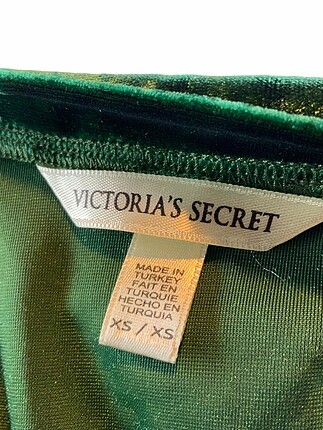 VICTORIA'S SECRET
MADE IN
TURKEY
FAIT EN
TURQUIE
HECHO EN
TURQUIA
XS / XS